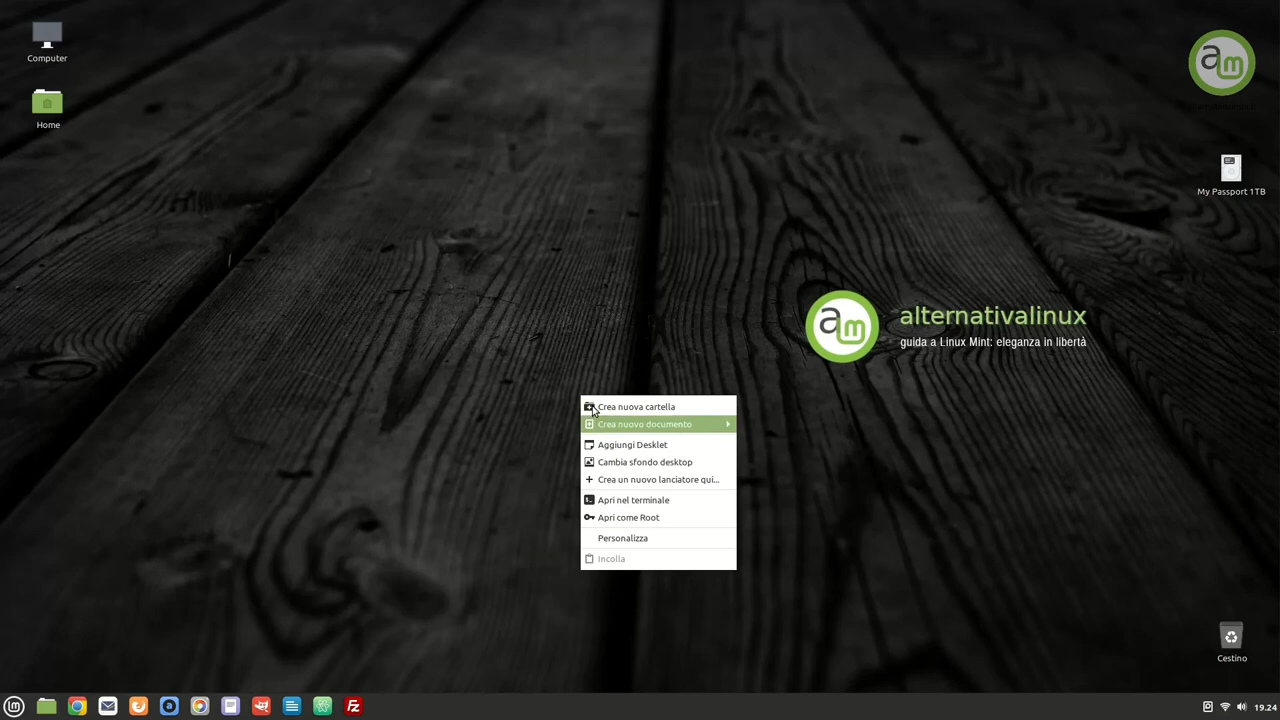 Computer
Home
am
My Passport 1TB
am
alternativalinux
guida a Linux Mint: eleganza in libertà
Crea nuova cartella
Crea nuovo documento
Aggiungi Desklet
Cambia sfondo desktop
Crea un nuovo lanciatore qui...
Apri nel terminale
Apri come Root
Personalizza
Incolla
Cestino
19.24